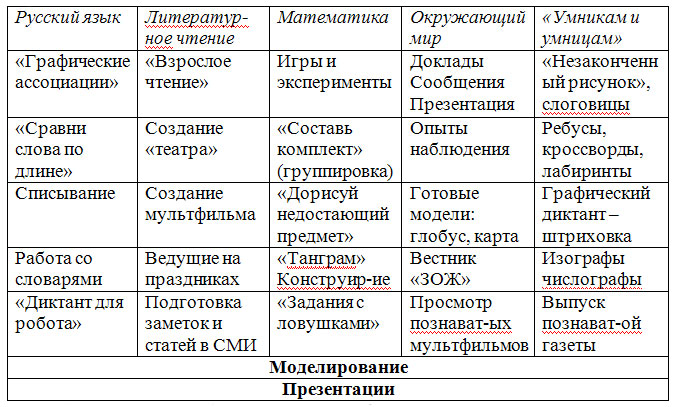 Русский язык
Литератур-
ное чтение
Математика
Окружающий
мир
«Умникам и
умницам»
«Графические
ассоциации»
«Взрослое
чтение»
Игры и
эксперименты
Доклады
Сообщения
Презентация
«Незакончен
ный рисунок»,
слоговицы
«Сравни
слова по
длине»
Создание
«театра»
«Составь
комплект»
(группировка)
Опыты
наблюдения
Ребусы,
кроссворды,
лабиринты
Списывание
Создание
мультфильма
«Дорисуй
недостающий
предмет»
Готовые
модели:
глобус, карта
Графический
диктант –
штриховка
Работа со
словарями
Ведущие на
праздниках
«Танграм»
Конструир-ие
Вестник
«ЗОЖ»
Изографы
числографы
«Диктант для
робота»
Подготовка
заметок и
статей в СМИ
«Задания с
ловушками»
Просмотр
познават-ых
мультфильмов
Выпуск
познават-ой
газеты
Моделирование
Презентации